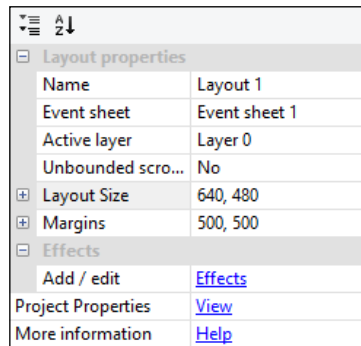 Layout properties
Name Layout 1
Event sheet Event sheet 1
Active layer Layer 0
Unbounded scro... No
Layout Size 640, 480
Margins 500, 500
Effects
Add / edit Effects
Project Properties View
More information Help